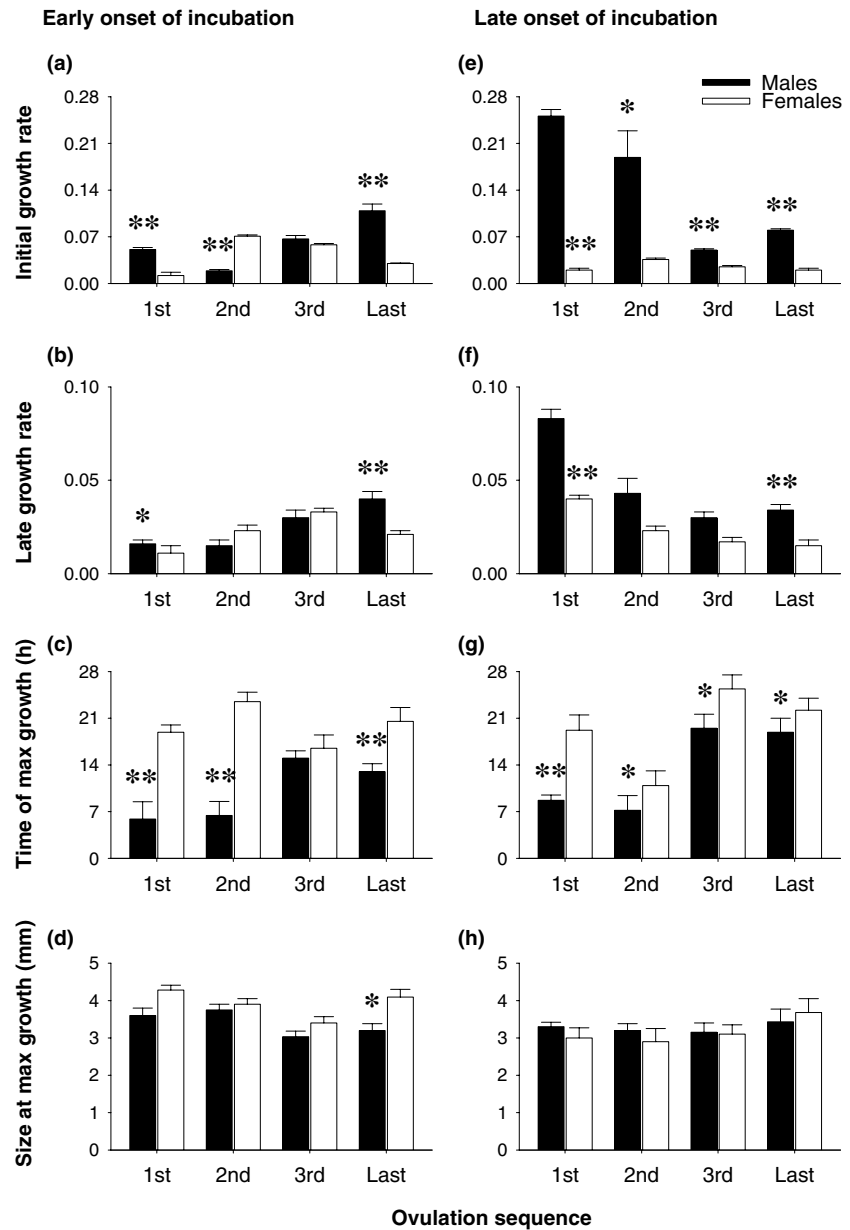 Early onset of incubation
Late onset of incubation
(a)
Initial growth rate
0.28
0.21
0.14
0.07
0.00
** ** **
1st 2nd 3rd Last
(e)
Males
Females
0.28
0.21
0.14
0.07
0.00
** * ** **
1st 2nd 3rd Last
(b)
Late growth rate
0.10
0.05
0.00
* **
1st 2nd 3rd Last
(f)
0.10
0.05
0.00
** **
1st 2nd 3rd Last
(c)
Time of max growth (h)
28
21
14
7
0
** ** **
1st 2nd 3rd Last
(g)
28
21
14
7
0
** * * *
1st 2nd 3rd Last
(d)
Size at max growth (mm)
5
4
3
2
1
0
*
1st 2nd 3rd Last
(h)
5
4
3
2
1
0
1st 2nd 3rd Last
Ovulation sequence